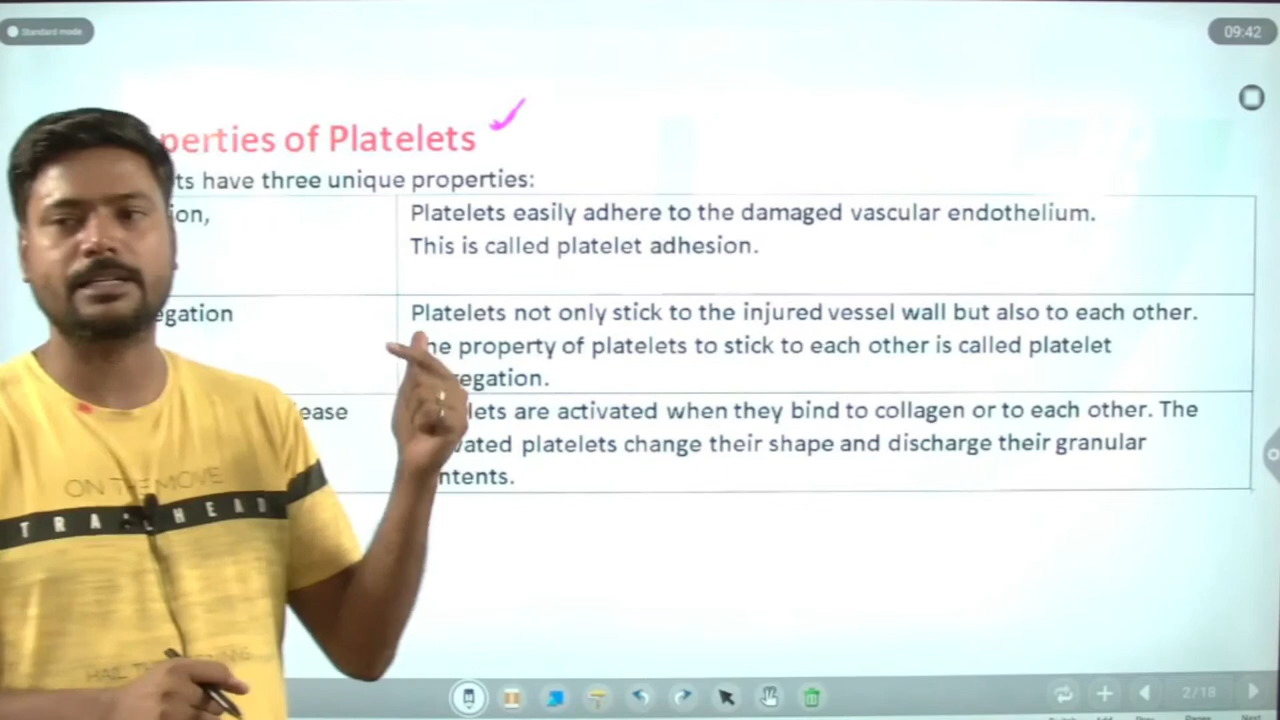 Standard mode
09:42
perties of Platelets
ts have three unique properties:
ion,
Platelets easily adhere to the damaged vascular endothelium.
This is called platelet adhesion.
egation
Platelets not only stick to the injured vessel wall but also to each other.
he property of platelets to stick to each other is called platelet
regation.
ease
lets are activated when they bind to collagen or to each other. The
vated platelets change their shape and discharge their granular
ntents.
ON THE MOVE
TRAILHEAD
2/18